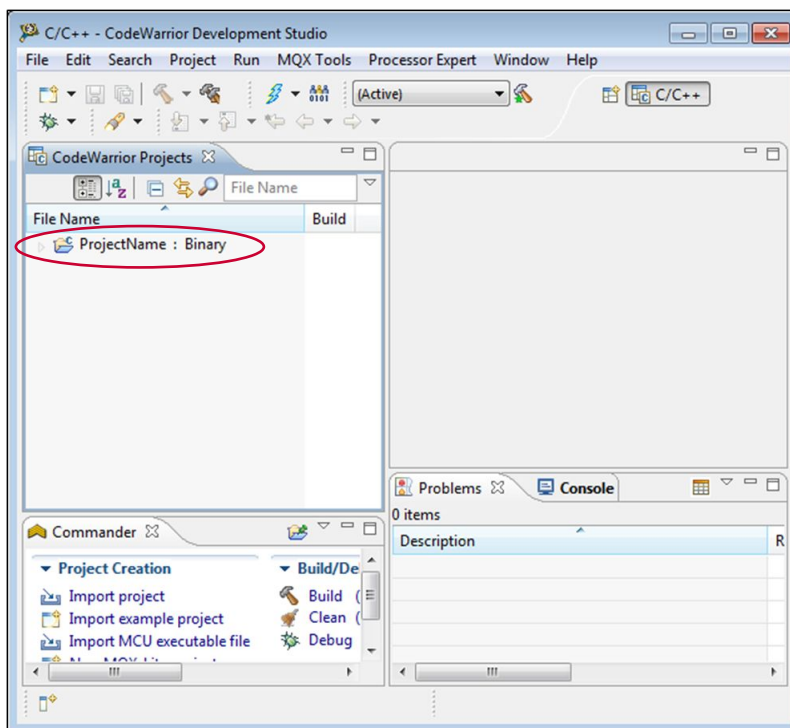 C/C++ - CodeWarrior Development Studio
File Edit Search Project Run MQX Tools Processor Expert Window Help
(Active)
C/C++
CodeWarrior Projects
File Name
File Name Build
ProjectName : Binary
Problems Console
0 items
Description R
Commander
Project Creation Build/De
Import project Build (
Import example project Clean (
Import MCU executable file Debug